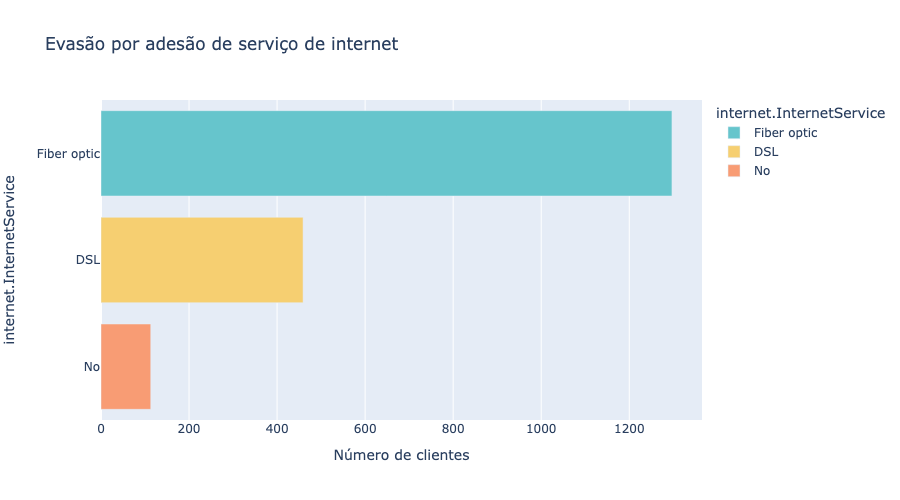 Evasão por adesão de serviço de internet
internet.InternetService
Fiber optic
DSL
No
0
200
400
600
800
1000
1200
Número de clientes
internet.InternetService
Fiber optic
DSL
No